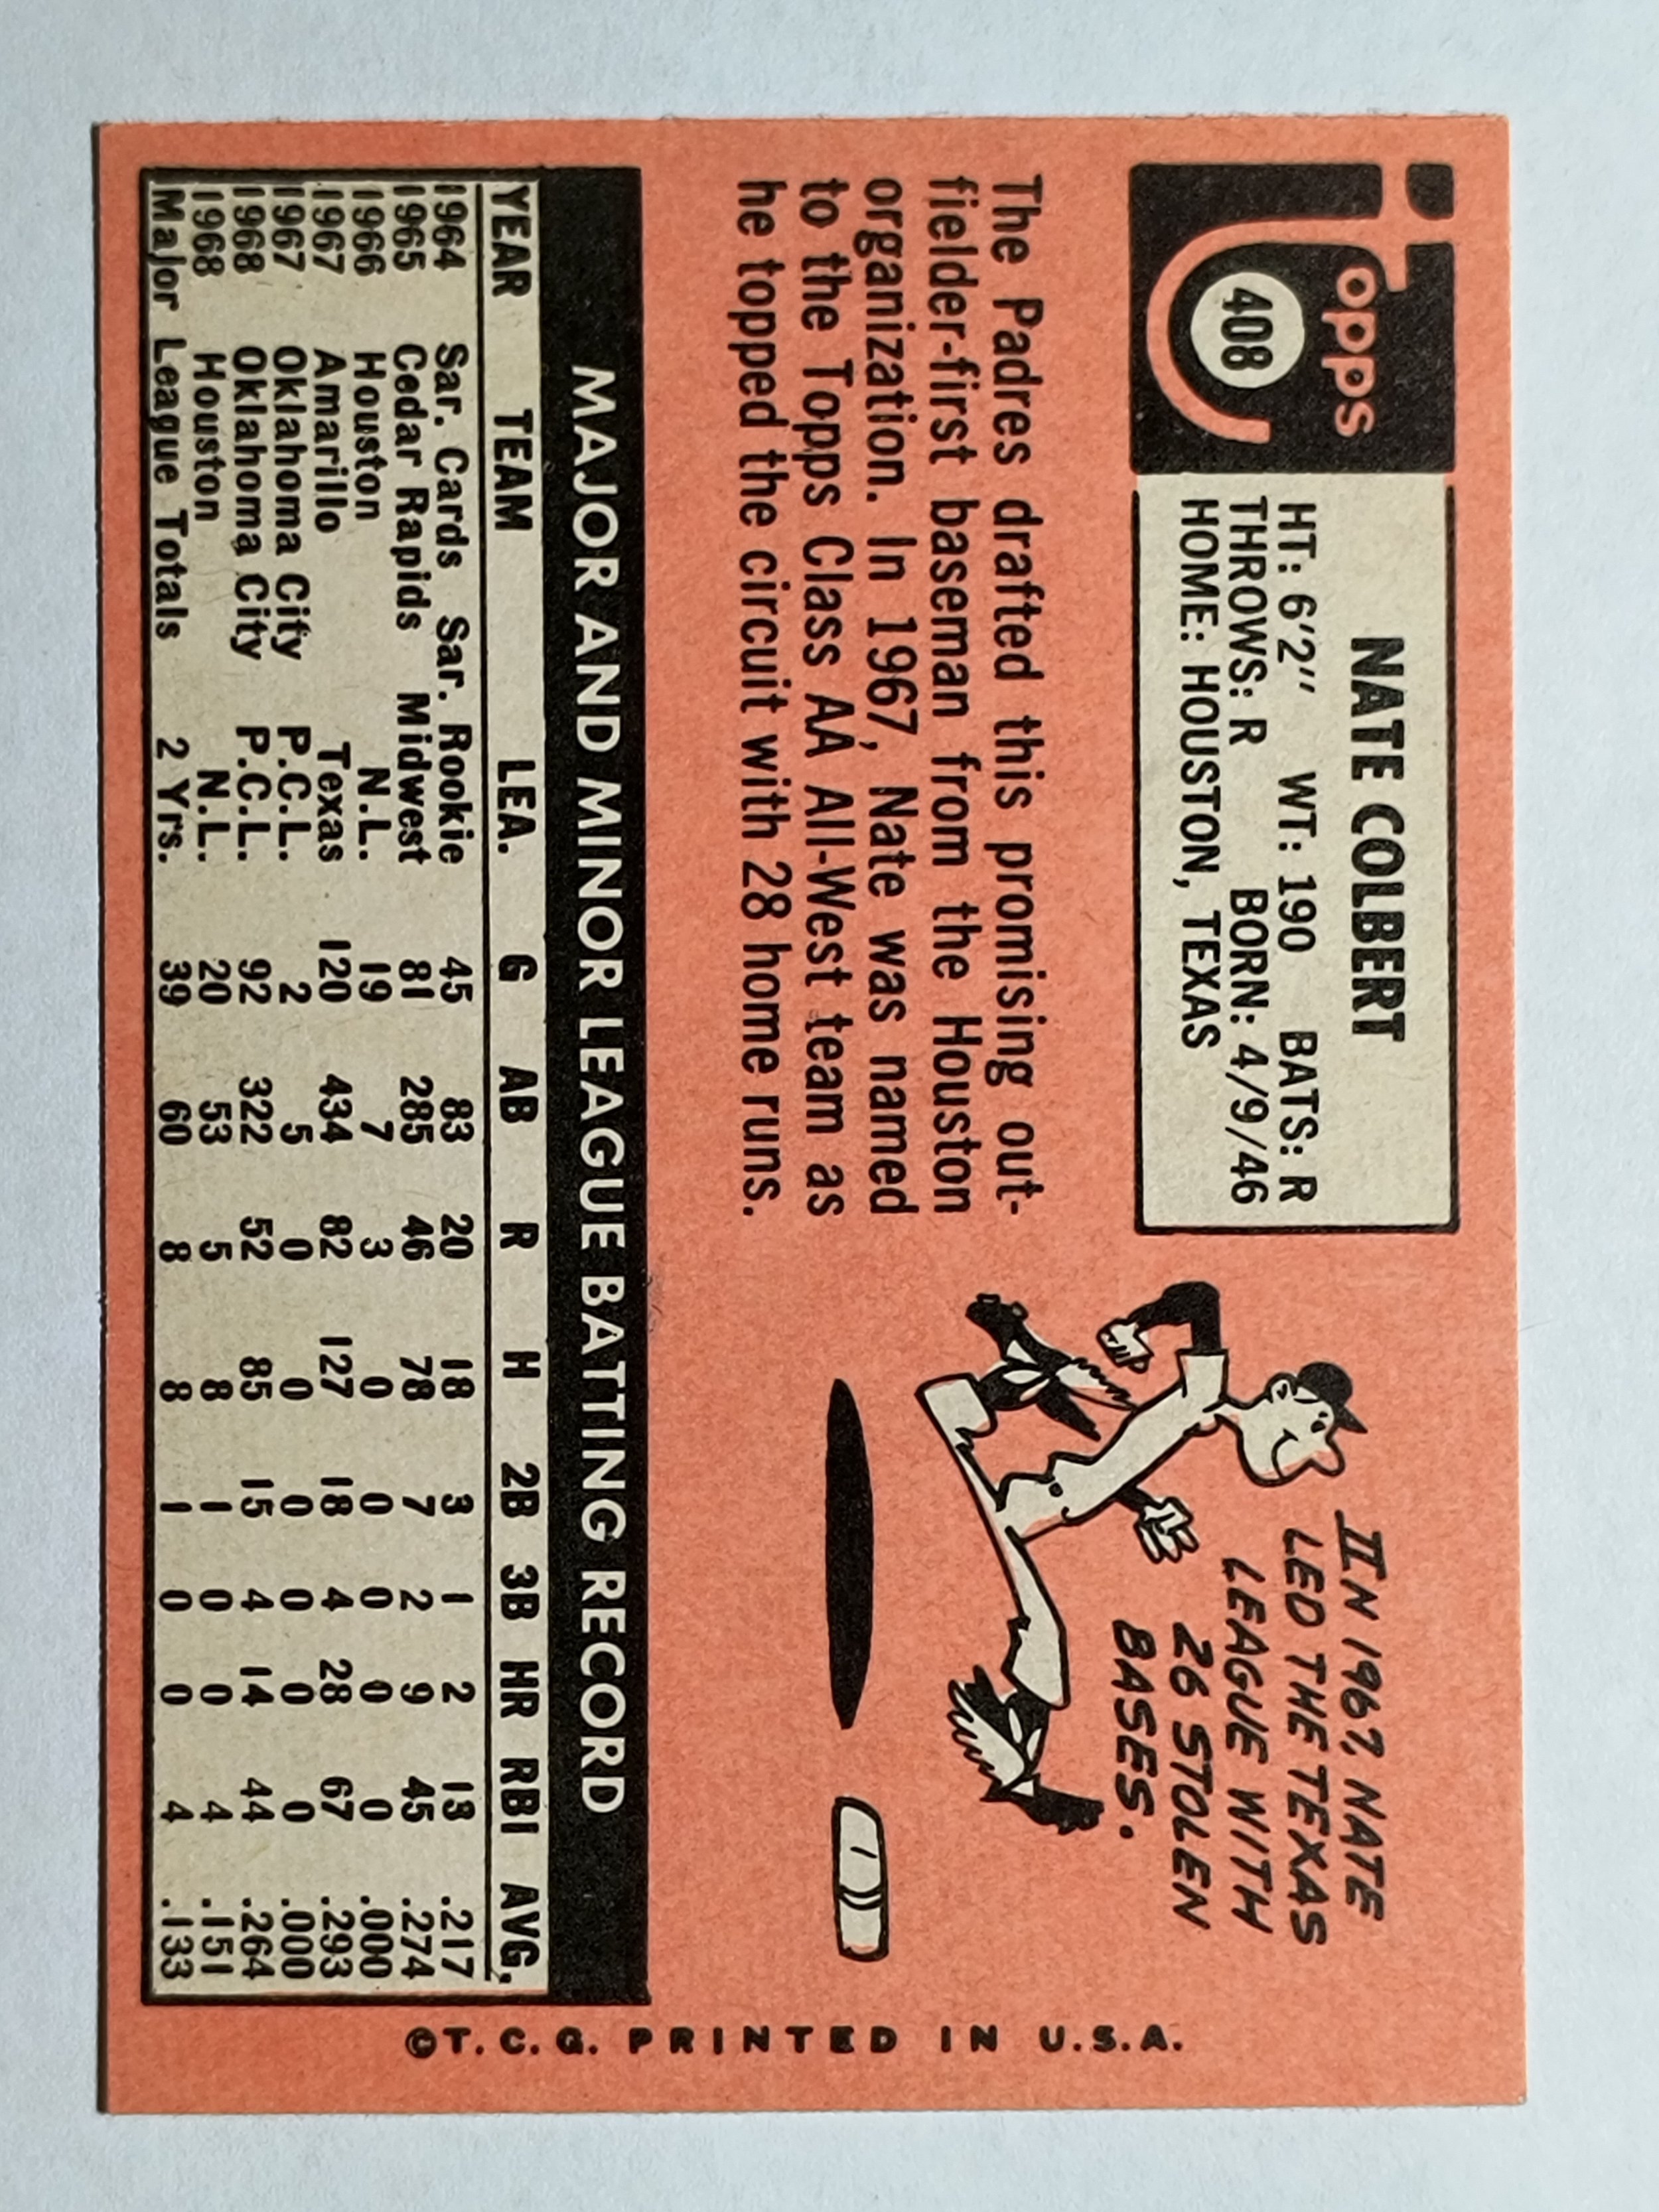 Topps
408
NATE COLBERT
HT: 6'2" WT: 190 BATS: R
THROWS: R BORN: 4/9/46
HOME: HOUSTON, TEXAS
IN 1967, NATE
LED THE TEXAS
LEAGUE WITH
26 STOLEN
BASES.
The Padres drafted this promising out-
fielder-first baseman from the Houston
organization. In 1967, Nate was named
to the Topps Class AA All-West team as
he topped the circuit with 28 home runs.
MAJOR AND MINOR LEAGUE BATTING RECORD
YEAR TEAM LEA. G AB R H 2B 3B HR RBI AVG.
1964 Sar. Cards Sar. Rookie 45 83 20 18 3 1 2 13 .217
1965 Cedar Rapids Midwest 81 285 46 78 7 2 9 45 .274
1966 Houston N.L. 19 7 3 0 0 0 0 0 .000
1967 Amarillo Texas 120 434 82 127 18 4 28 67 .293
1967 Oklahoma City P.C.L. 2 5 0 0 0 0 0 0 .000
1968 Oklahoma City P.C.L. 92 322 52 85 15 4 14 44 .264
1968 Houston N.L. 20 53 5 8 1 0 0 4 .151
Major League Totals 2 Yrs. 39 60 8 8 1 0 0 4 .133
©T.C.G. PRINTED IN U.S.A.